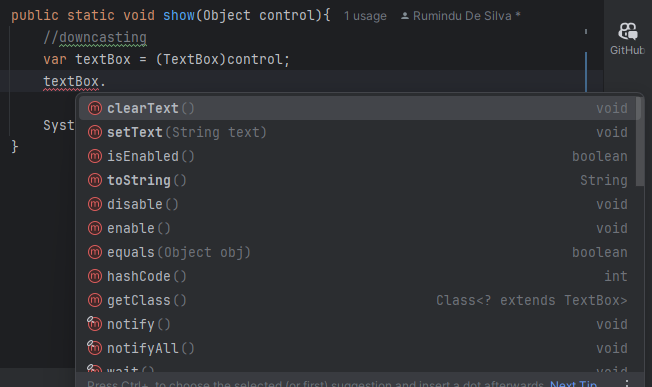 public static void show(Object control){ 1 usage Rumindu De Silva *
//downcasting
var textBox = (TextBox)control;
GitHub
textBox.
clearText() void
Syst
setText(String text) void
}
isEnabled() boolean
toString() String
disable() void
enable() void
equals(Object obj) boolean
hashCode() int
getClass() Class<? extends TextBox>
notify() void
notifyAll() void
wait() void
Press Ctrl+. to choose the selected (or first) suggestion and insert a dot afterwards Next Tip